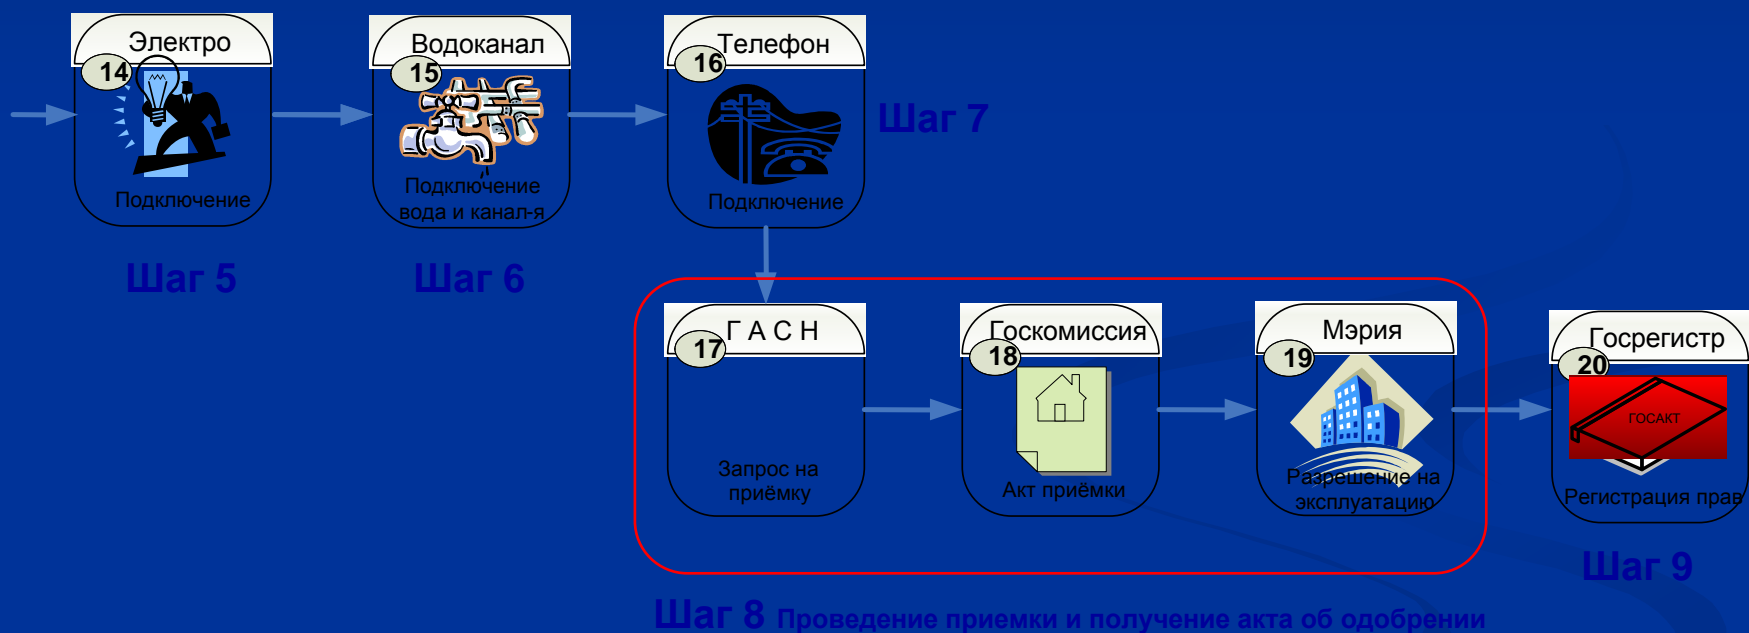 Электро
14
Подключение
Шаг 5
Водоканал
15
Подключение
вода и канал-я
Шаг 6
Телефон
16
Подключение
Шаг 7
Г А С Н
17
Запрос на
приёмку
Госкомиссия
18
Акт приёмки
Мэрия
19
Разрешение на
эксплуатацию
Шаг 8 Проведение приемки и получение акта об одобрении
Госрегистр
20
ГОСАКТ
Регистрация прав
Шаг 9